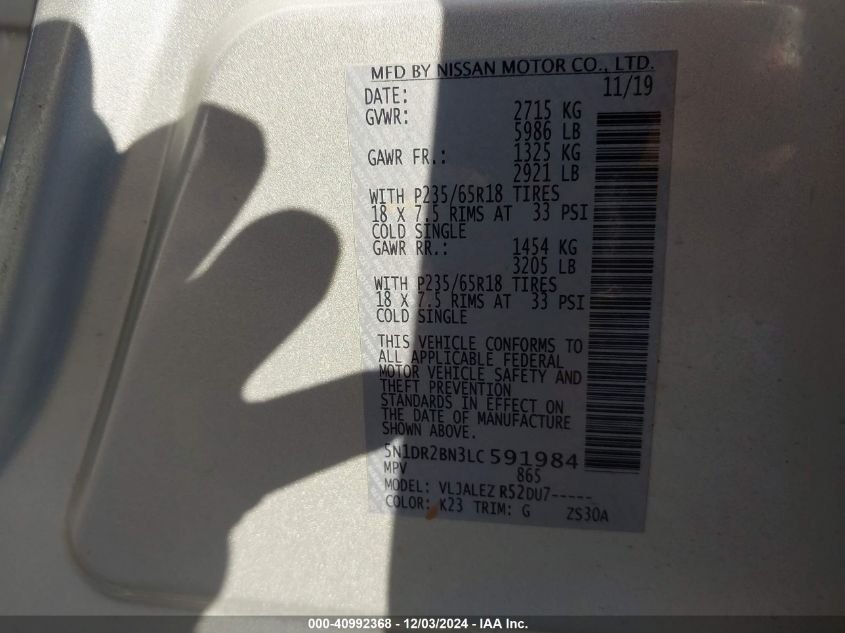 MFD BY NISSAN MOTOR CO., LTD.
DATE: 11/19
GVWR: 2715 KG
5986 LB
GAWR FR.: 1325 KG
2921 LB
WITH P235/65R18 TIRES
18 X 7.5 RIMS AT 33 PSI
COLD SINGLE
GAWR RR.: 1454 KG
3205 LB
WITH P235/65R18 TIRES
18 X 7.5 RIMS AT 33 PSI
COLD SINGLE
THIS VEHICLE CONFORMS TO
ALL APPLICABLE FEDERAL
MOTOR VEHICLE SAFETY AND
THEFT PREVENTION
STANDARDS IN EFFECT ON
THE DATE OF MANUFACTURE
SHOWN ABOVE.
5N1DR2BN3LC591984
MPV 865
MODEL: VLJALEZ R52DU7-----
COLOR: K23 TRIM: G ZS30A
000-40992368 - 12/03/2024 - IAA Inc.